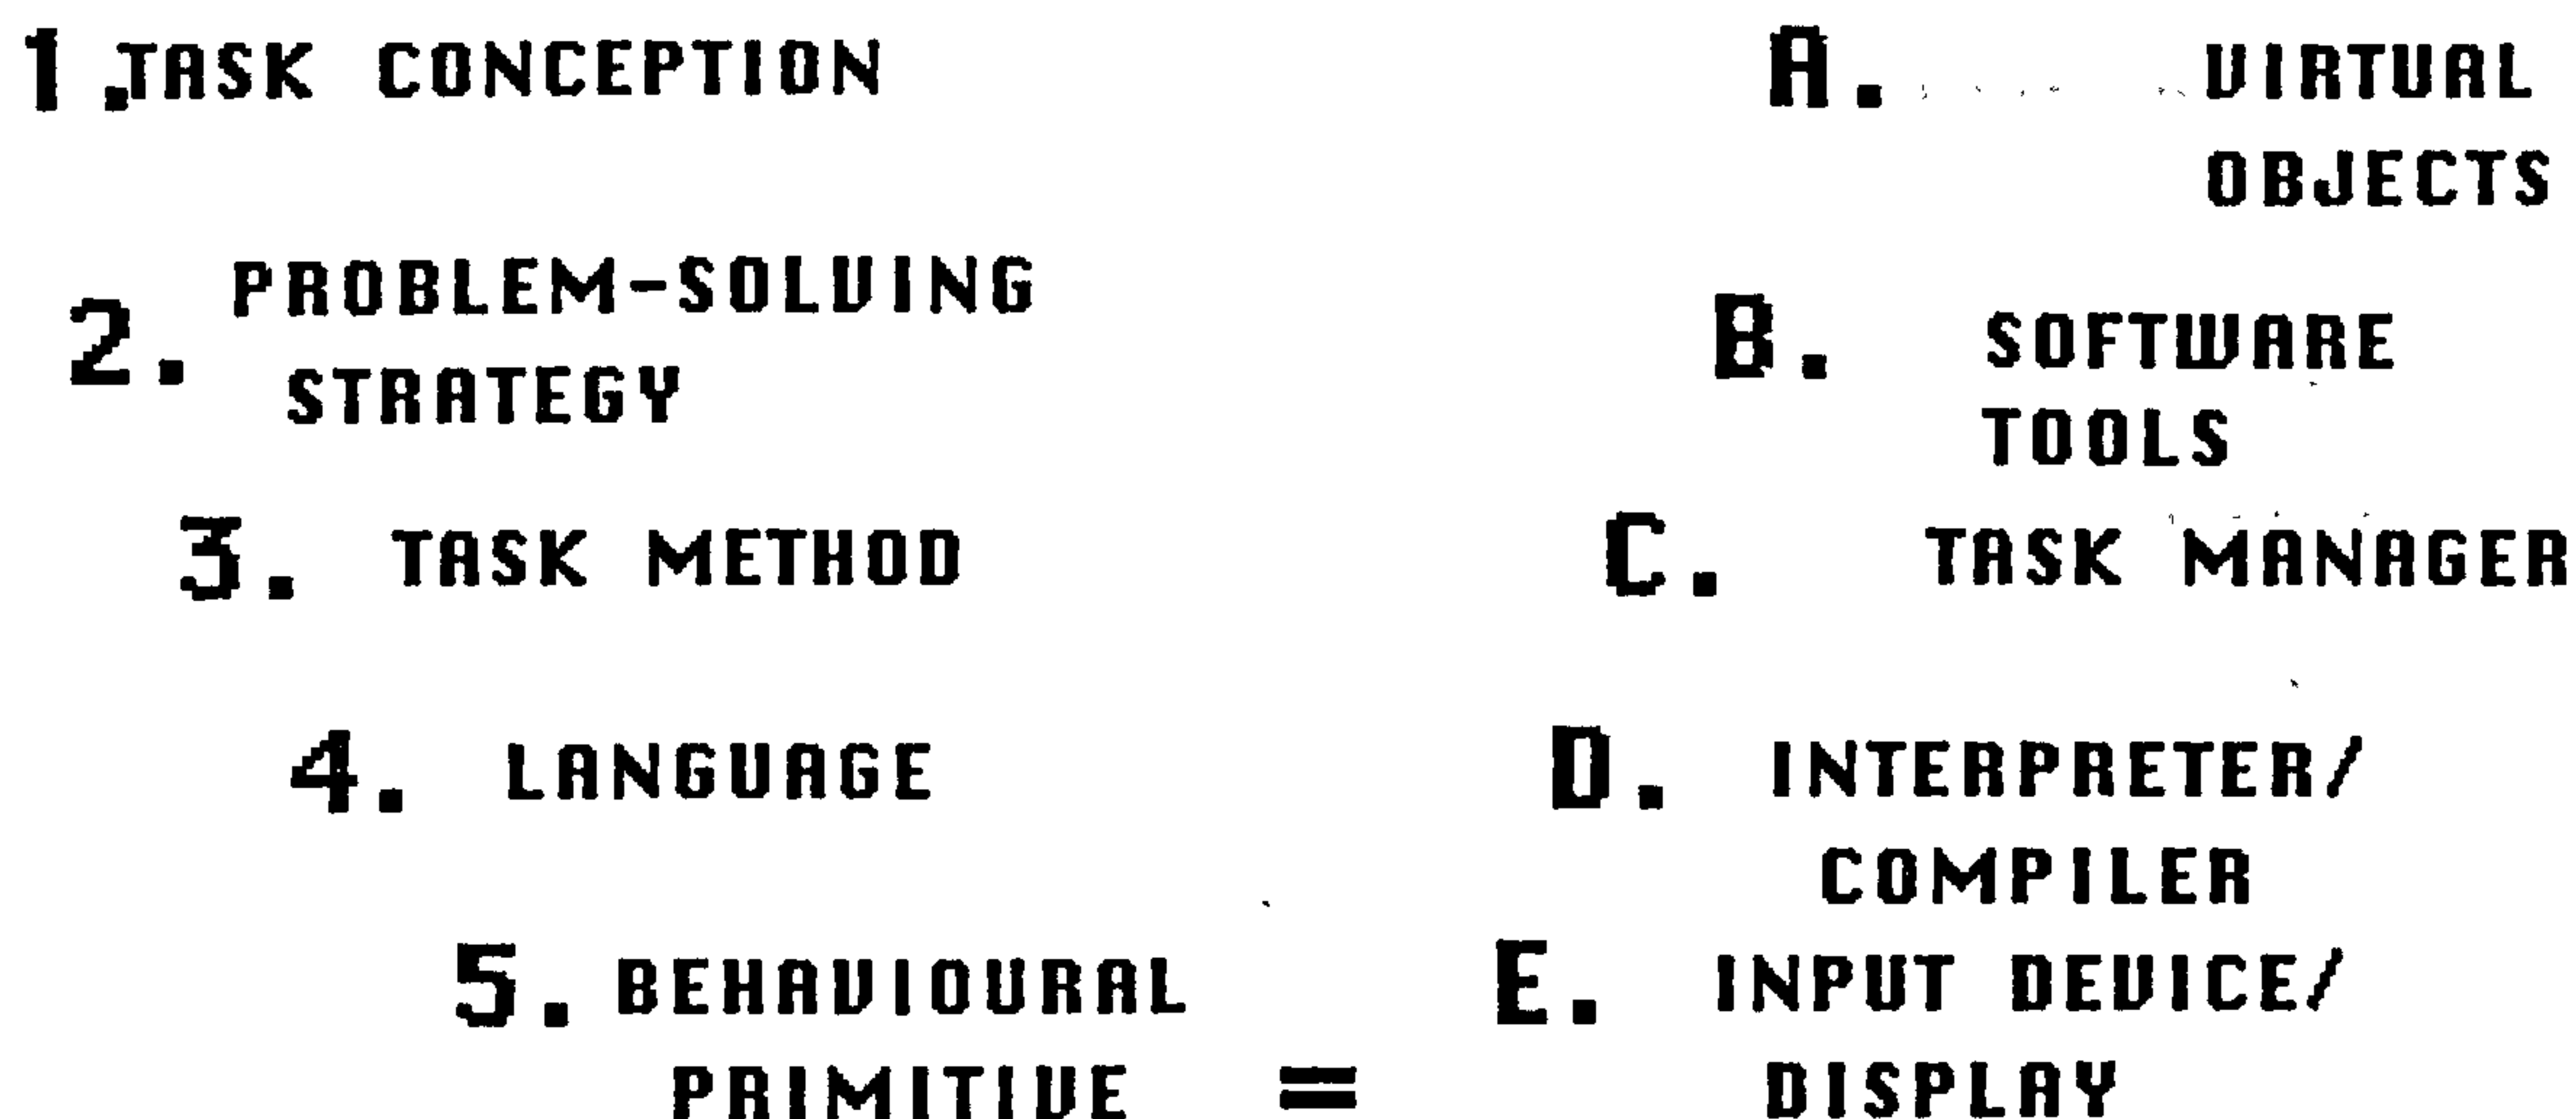 1. TASK CONCEPTION
A. VIRTUAL
OBJECTS
2. PROBLEM-SOLVING
STRATEGY
B. SOFTWARE
TOOLS
3. TASK METHOD
C. TASK MANAGER
4. LANGUAGE
D. INTERPRETER/
COMPILER
5. BEHAVIOURAL
PRIMITIVE
=
E. INPUT DEVICE/
DISPLAY